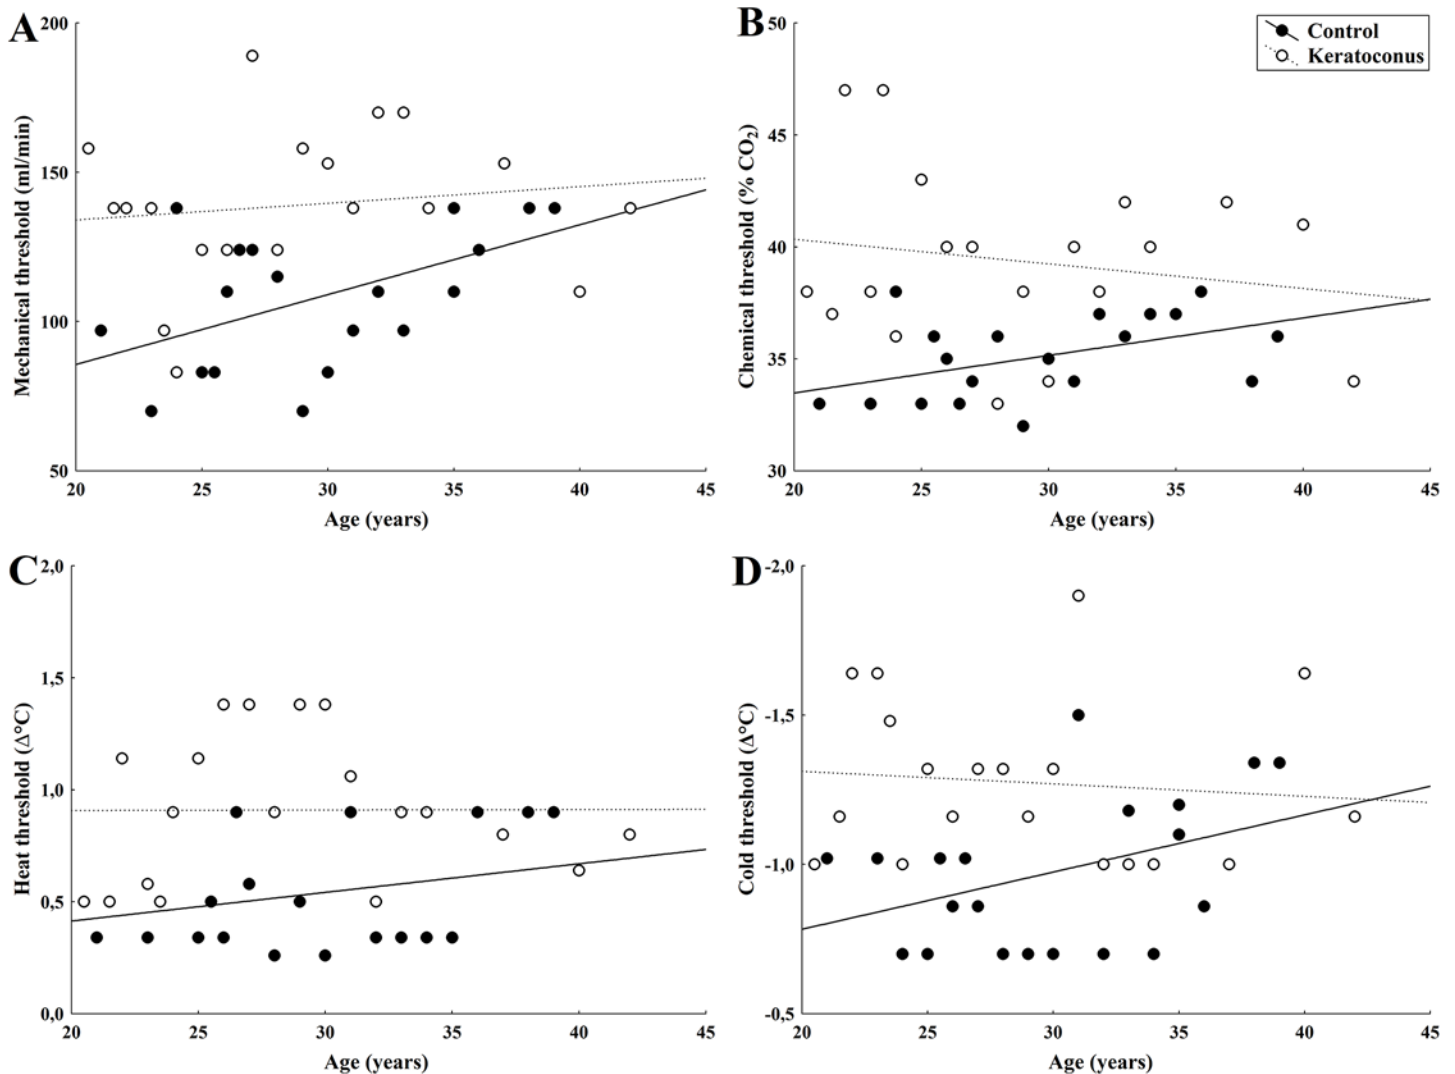 A
200
150
100
50
Mechanical threshold (ml/min)
20 25 30 35 40 45
Age (years)
B
50
45
40
35
30
Chemical threshold (% CO₂)
20 25 30 35 40 45
Age (years)
Control
Keratoconus
C
2,0
1,5
1,0
0,5
0,0
Heat threshold (Δ°C)
20 25 30 35 40 45
Age (years)
D
-2,0
-1,5
-1,0
-0,5
Cold threshold (Δ°C)
20 25 30 35 40 45
Age (years)